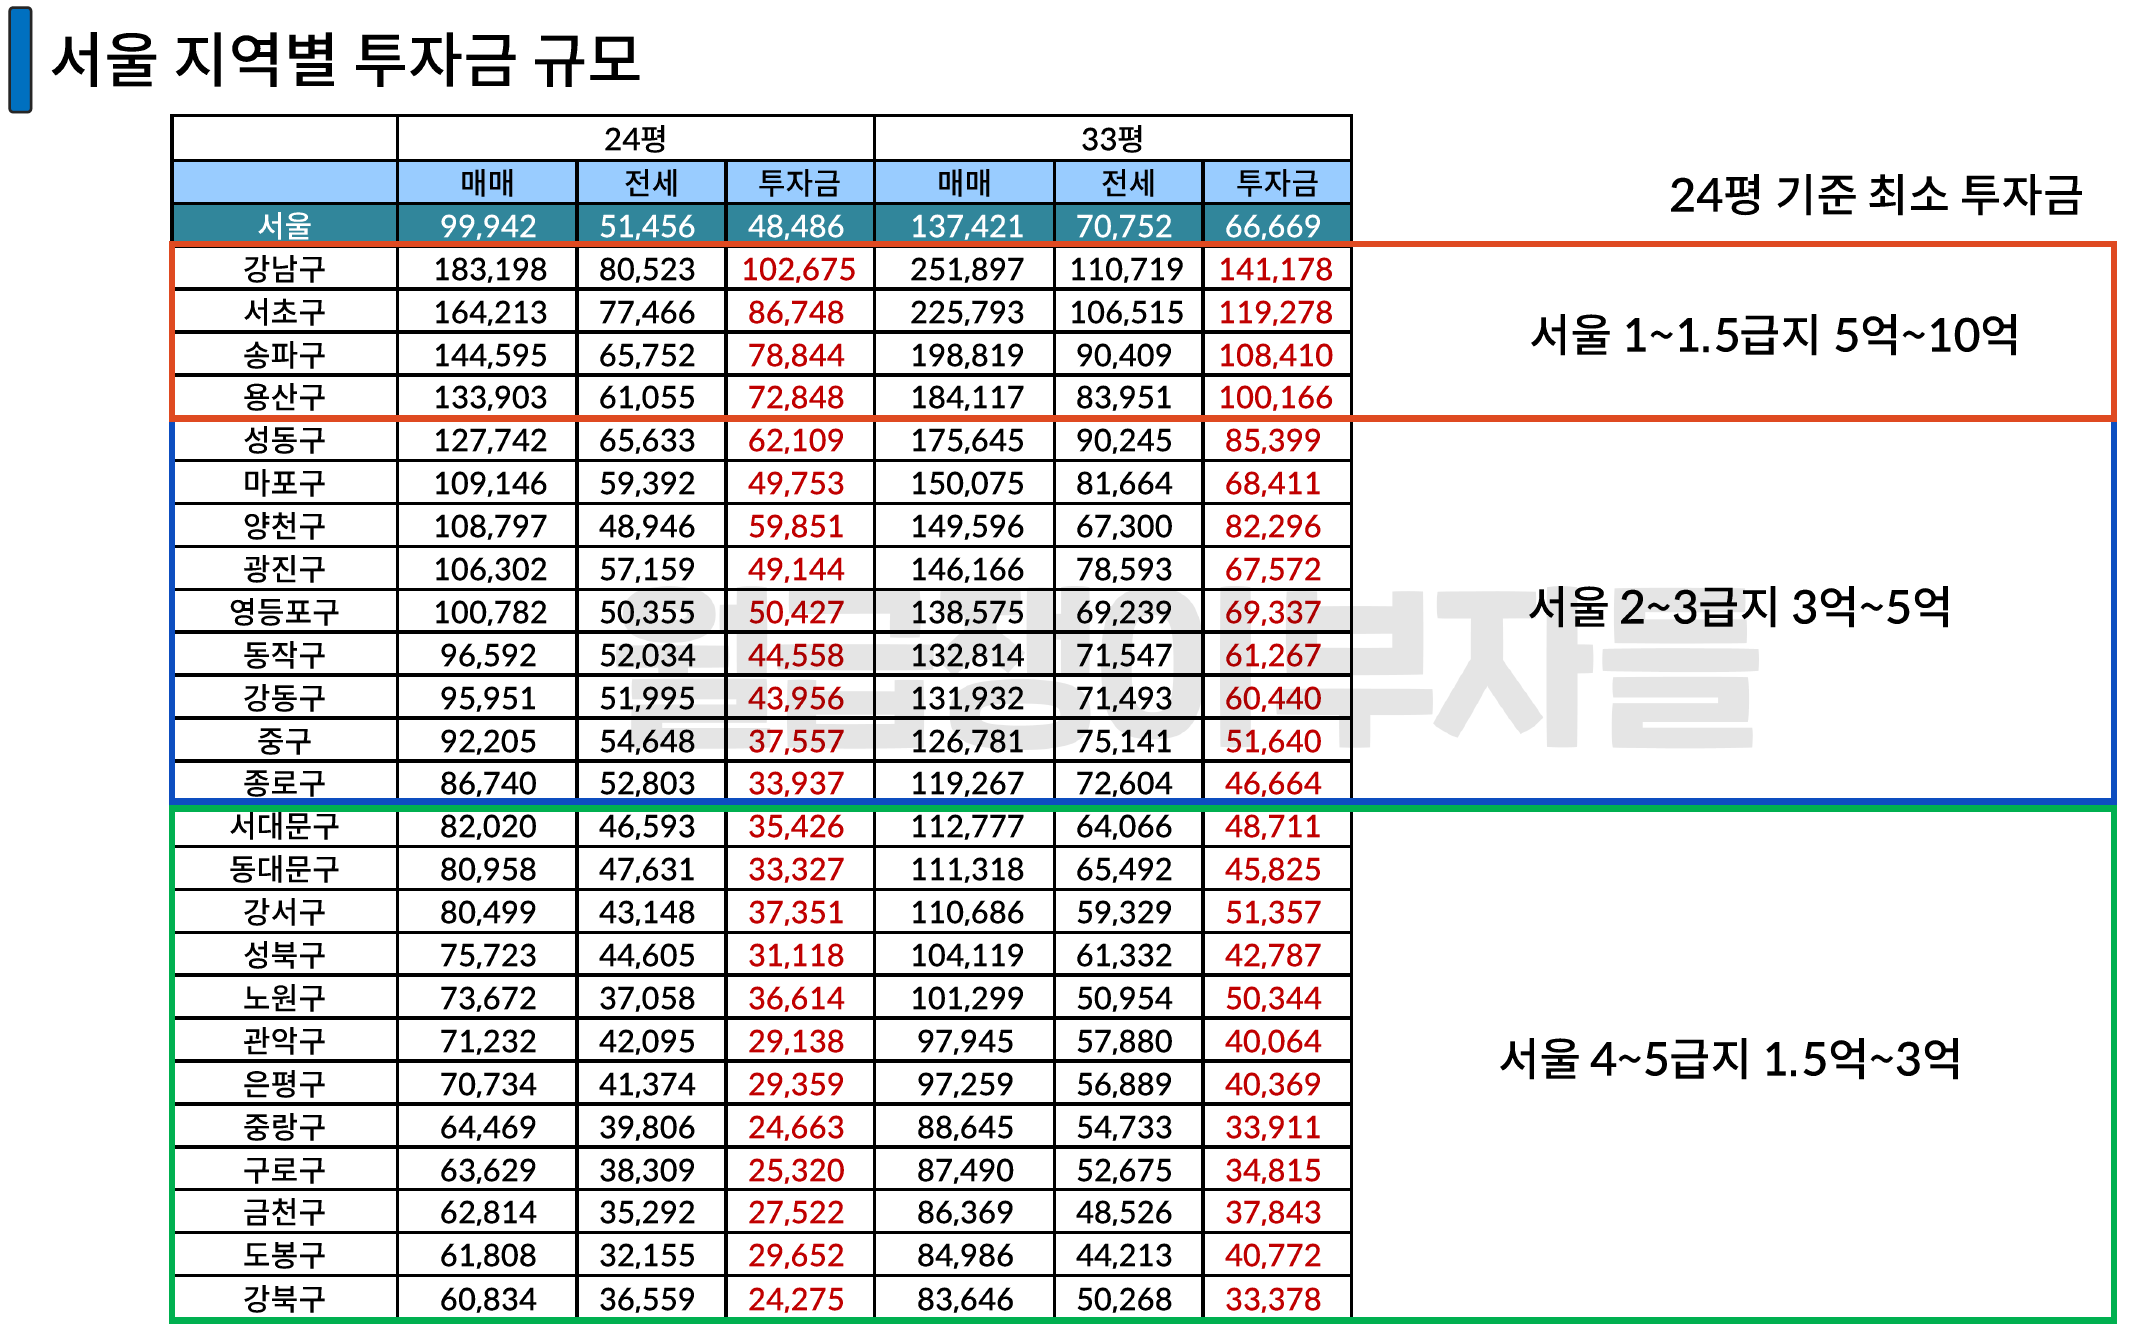 서울 지역별 투자금 규모
24평 33평
매매 전세 투자금 매매 전세 투자금
24평 기준 최소 투자금
서울 99,942 51,456 48,486 137,421 70,752 66,669
강남구 183,198 80,523 102,675 251,897 110,719 141,178
서초구 164,213 77,466 86,748 225,793 106,515 119,278
서울 1~1.5급지 5억~10억
송파구 144,595 65,752 78,844 198,819 90,409 108,410
용산구 133,903 61,055 72,848 184,117 83,951 100,166
성동구 127,742 65,633 62,109 175,645 90,245 85,399
마포구 109,146 59,392 49,753 150,075 81,664 68,411
양천구 108,797 48,946 59,851 149,596 67,300 82,296
광진구 106,302 57,159 49,144 146,166 78,593 67,572
영등포구 100,782 50,355 50,427 138,575 69,239 69,337
서울 2~3급지 3억~5억
월급쟁이부자들
동작구 96,592 52,034 44,558 132,814 71,547 61,267
강동구 95,951 51,995 43,956 131,932 71,493 60,440
중구 92,205 54,648 37,557 126,781 75,141 51,640
종로구 86,740 52,803 33,937 119,267 72,604 46,664
서대문구 82,020 46,593 35,426 112,777 64,066 48,711
동대문구 80,958 47,631 33,327 111,318 65,492 45,825
강서구 80,499 43,148 37,351 110,686 59,329 51,357
성북구 75,723 44,605 31,118 104,119 61,332 42,787
노원구 73,672 37,058 36,614 101,299 50,954 50,344
관악구 71,232 42,095 29,138 97,945 57,880 40,064
서울 4~5급지 1.5억~3억
은평구 70,734 41,374 29,359 97,259 56,889 40,369
중랑구 64,469 39,806 24,663 88,645 54,733 33,911
구로구 63,629 38,309 25,320 87,490 52,675 34,815
금천구 62,814 35,292 27,522 86,369 48,526 37,843
도봉구 61,808 32,155 29,652 84,986 44,213 40,772
강북구 60,834 36,559 24,275 83,646 50,268 33,378